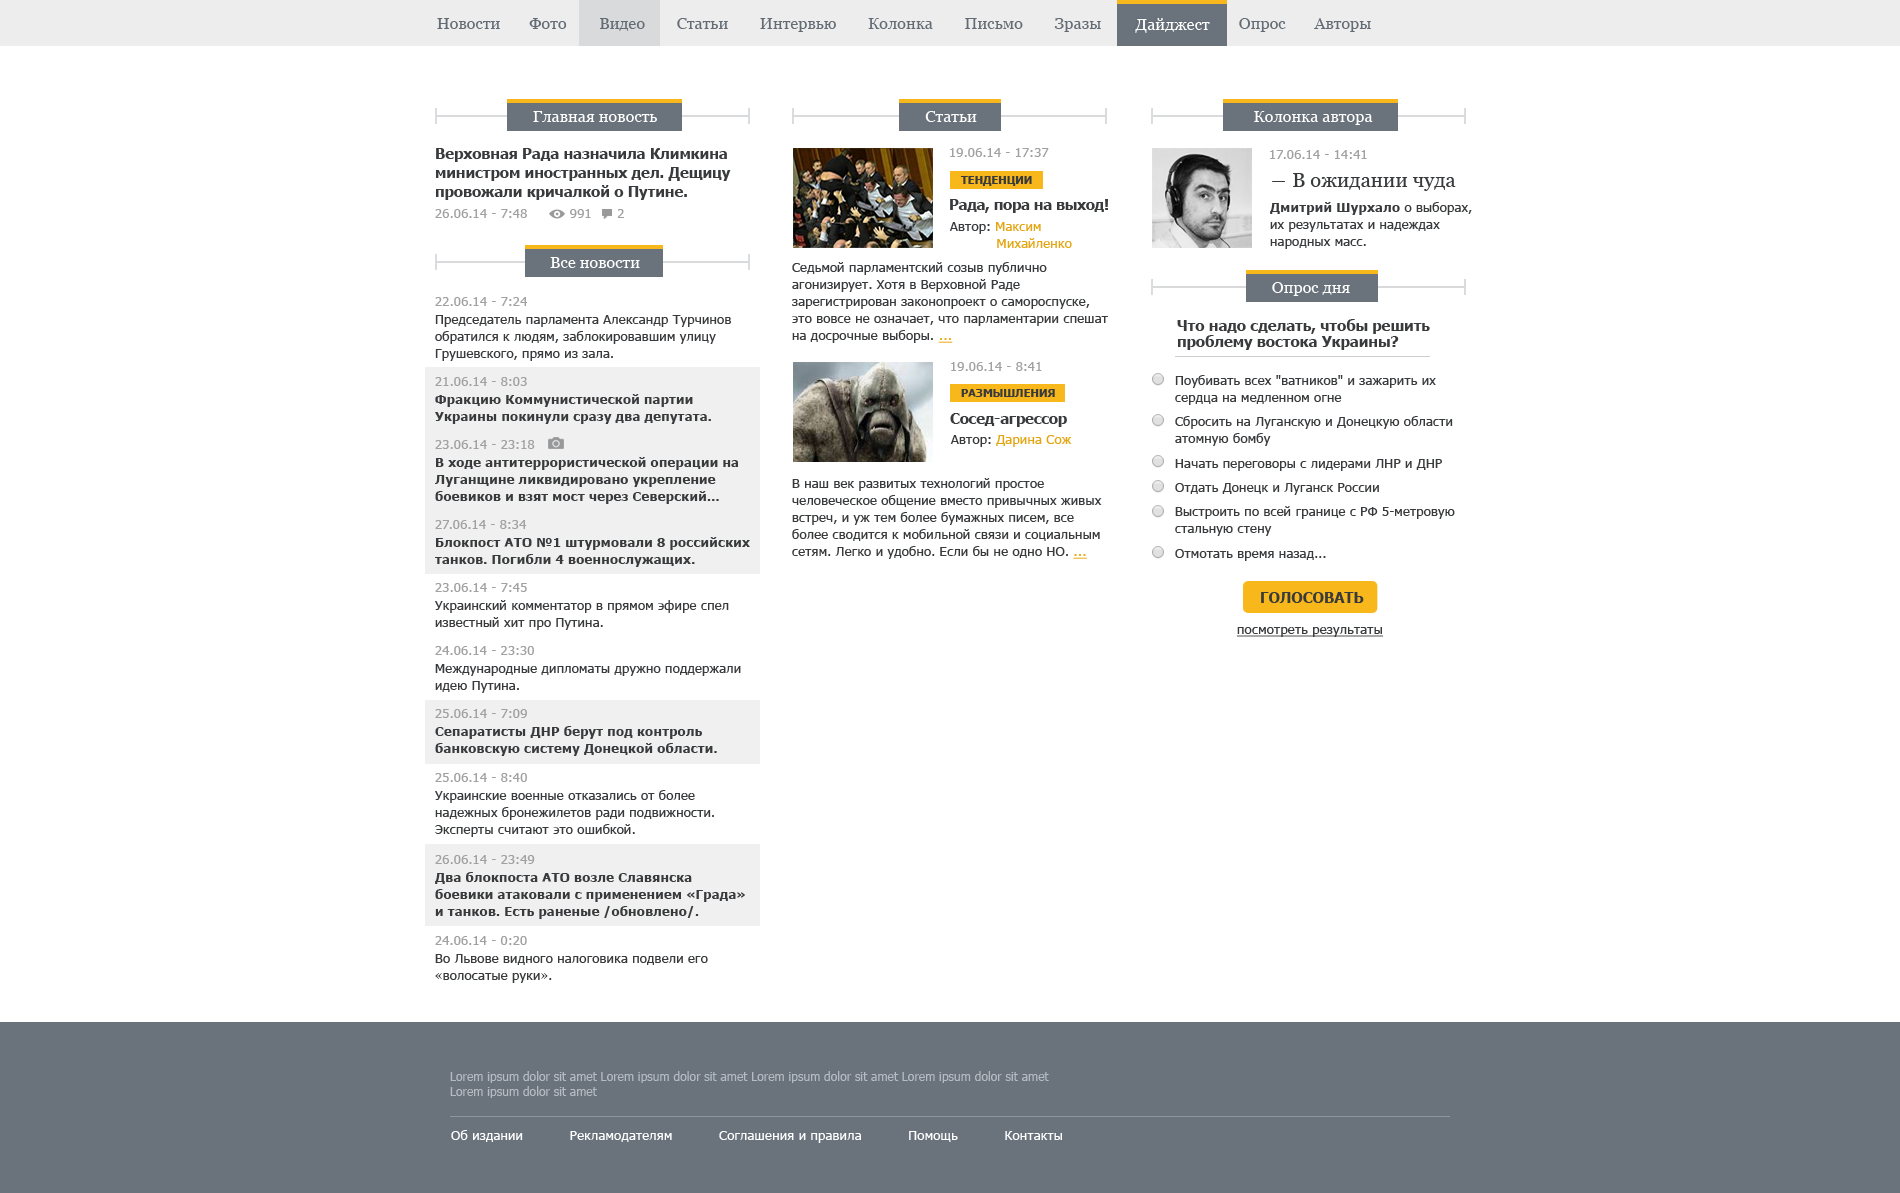 Новости Фото Видео Статьи Интервью Колонка Письмо Зразы Дайджест Опрос Авторы
Главная новость
Верховная Рада назначила Климкина
министром иностранных дел. Дещицу
провожали кричалкой о Путине.
26.06.14 - 7:48 991 2
Все новости
22.06.14 - 7:24
Председатель парламента Александр Турчинов
обратился к людям, заблокировавшим улицу
Грушевского, прямо из зала.
21.06.14 - 8:03
Фракцию Коммунистической партии
Украины покинули сразу два депутата.
23.06.14 - 23:18
В ходе антитеррористической операции на
Луганщине ликвидировано укрепление
боевиков и взят мост через Северский...
27.06.14 - 8:34
Блокпост АТО №1 штурмовали 8 российских
танков. Погибли 4 военнослужащих.
23.06.14 - 7:45
Украинский комментатор в прямом эфире спел
известный хит про Путина.
24.06.14 - 23:30
Международные дипломаты дружно поддержали
идею Путина.
25.06.14 - 7:09
Сепаратисты ДНР берут под контроль
банковскую систему Донецкой области.
25.06.14 - 8:40
Украинские военные отказались от более
надежных бронежилетов ради подвижности.
Эксперты считают это ошибкой.
26.06.14 - 23:49
Два блокпоста АТО возле Славянска
боевики атаковали с применением «Града»
и танков. Есть раненые /обновлено/.
24.06.14 - 0:20
Во Львове видного налоговика подвели его
«волосатые руки».
Статьи
19.06.14 - 17:37
ТЕНДЕНЦИИ
Рада, пора на выход!
Автор: Максим
Михайленко
Седьмой парламентский созыв публично
агонизирует. Хотя в Верховной Раде
зарегистрирован законопроект о самороспуске,
это вовсе не означает, что парламентарии спешат
на досрочные выборы. ...
19.06.14 - 8:41
РАЗМЫШЛЕНИЯ
Сосед-агрессор
Автор: Дарина Сож
В наш век развитых технологий простое
человеческое общение вместо привычных живых
встреч, и уж тем более бумажных писем, все
более сводится к мобильной связи и социальным
сетям. Легко и удобно. Если бы не одно НО. ...
Колонка автора
17.06.14 - 14:41
— В ожидании чуда
Дмитрий Шурхало о выборах,
их результатах и надеждах
народных масс.
Опрос дня
Что надо сделать, чтобы решить
проблему востока Украины?
Поубивать всех "ватников" и зажарить их
сердца на медленном огне
Сбросить на Луганскую и Донецкую области
атомную бомбу
Начать переговоры с лидерами ЛНР и ДНР
Отдать Донецк и Луганск России
Выстроить по всей границе с РФ 5-метровую
стальную стену
Отмотать время назад...
ГОЛОСОВАТЬ
посмотреть результаты
Lorem ipsum dolor sit amet Lorem ipsum dolor sit amet Lorem ipsum dolor sit amet Lorem ipsum dolor sit amet
Lorem ipsum dolor sit amet
Об издании Рекламодателям Соглашения и правила Помощь Контакты